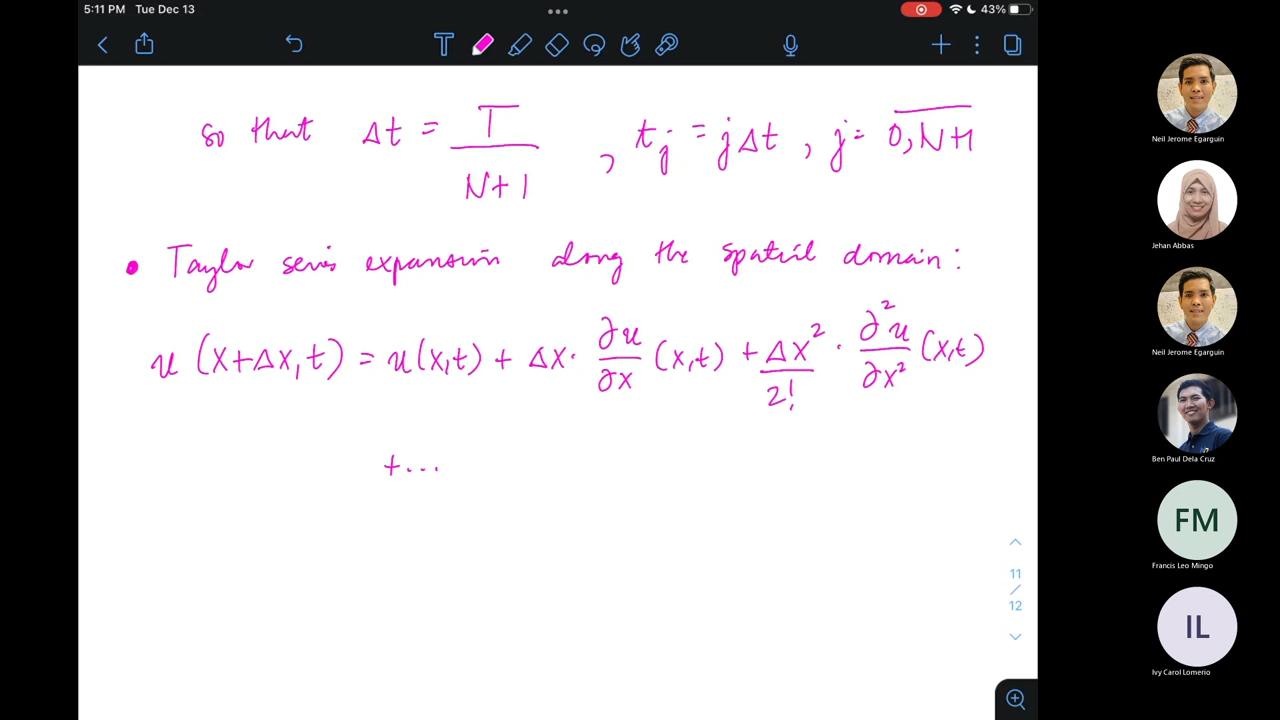 5:11 PM Tue Dec 13
43%
so that Δt = T/(N+1) , t_j = jΔt , j = \overline{0, N+1}
• Taylor series expansion along the spatial domain:
u(x+Δx, t) = u(x,t) + Δx · ∂u/∂x (x,t) + Δx²/2! · ∂²u/∂x² (x,t)
+...
11
/
12
Neil Jerome Egarguin
Jehan Abbas
Neil Jerome Egarguin
Ben Paul Dela Cruz
FM
Francis Leo Mingo
IL
Ivy Carol Lomerio